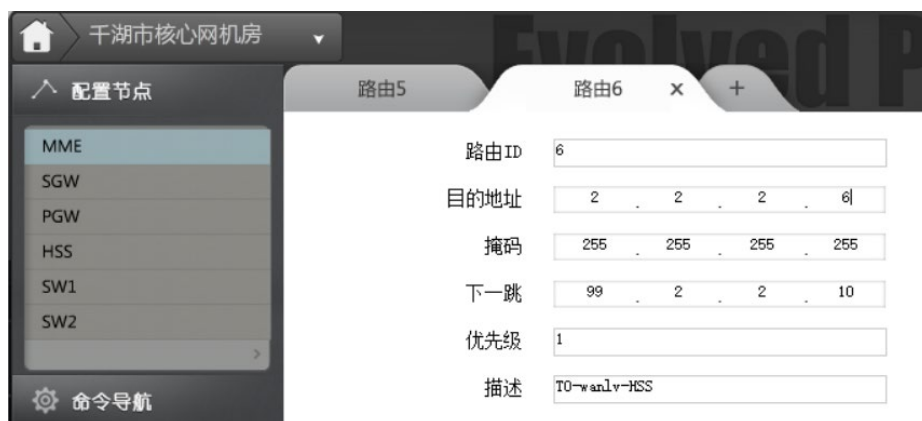 千湖市核心网机房
Evolved P
配置节点
路由5
路由6 x +
MME
SGW
PGW
HSS
SW1
SW2
命令导航
路由ID 6
目的地址 2 . 2 . 2 . 6
掩码 255 . 255 . 255 . 255
下一跳 99 . 2 . 2 . 10
优先级 1
描述 TO-wanlv-HSS